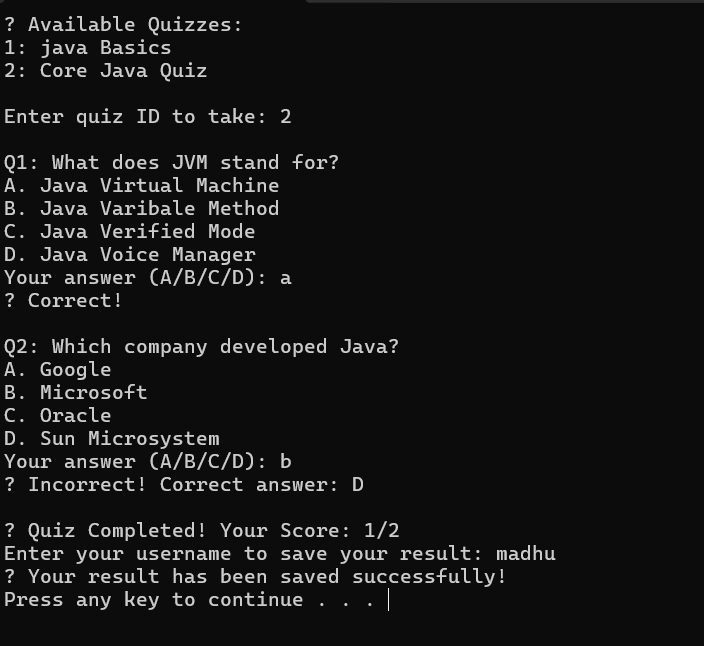 ? Available Quizzes:
1: java Basics
2: Core Java Quiz
Enter quiz ID to take: 2
Q1: What does JVM stand for?
A. Java Virtual Machine
B. Java Varibale Method
C. Java Verified Mode
D. Java Voice Manager
Your answer (A/B/C/D): a
? Correct!
Q2: Which company developed Java?
A. Google
B. Microsoft
C. Oracle
D. Sun Microsystem
Your answer (A/B/C/D): b
? Incorrect! Correct answer: D
? Quiz Completed! Your Score: 1/2
Enter your username to save your result: madhu
? Your result has been saved successfully!
Press any key to continue . . .